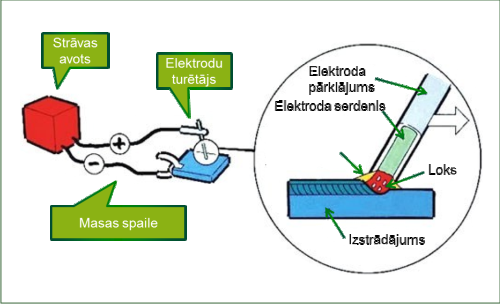 Strāvas
avots
Elektrodu
turētājs
+
−
Masas spaile
Elektroda
pārklājums
Elektroda serdenis
Loks
Izstrādājums